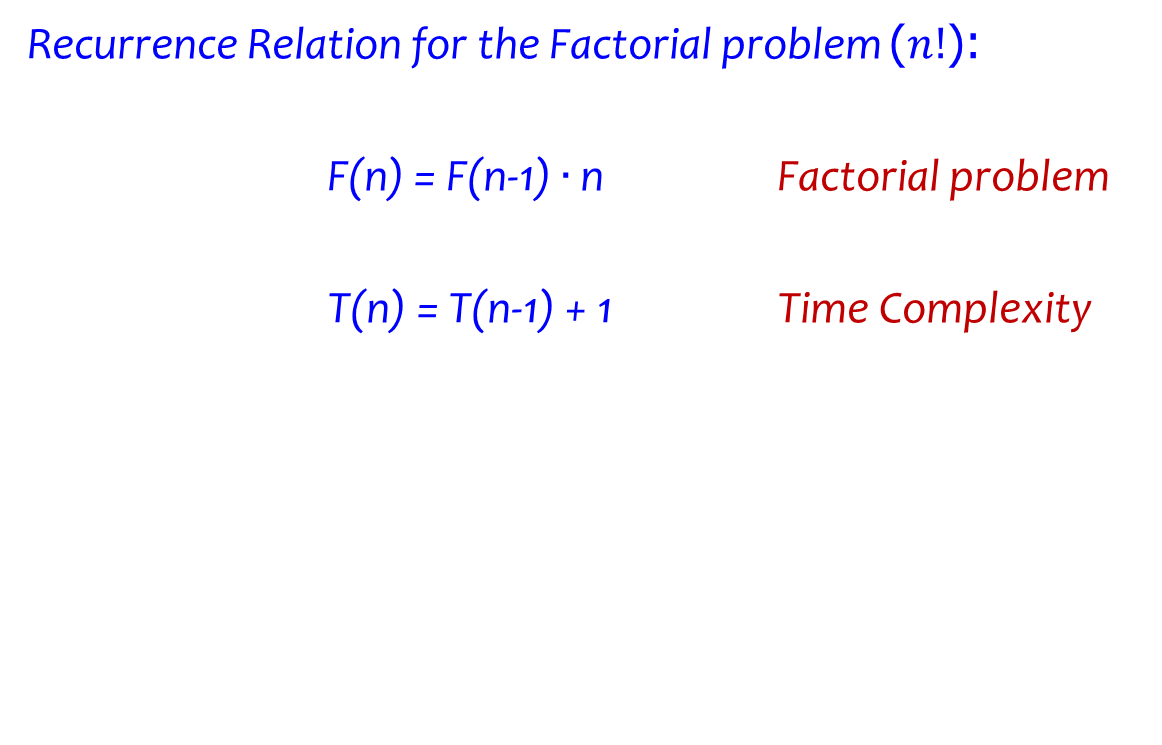 Recurrence Relation for the Factorial problem (n!):
F(n) = F(n-1) · n Factorial problem
T(n) = T(n-1) + 1 Time Complexity